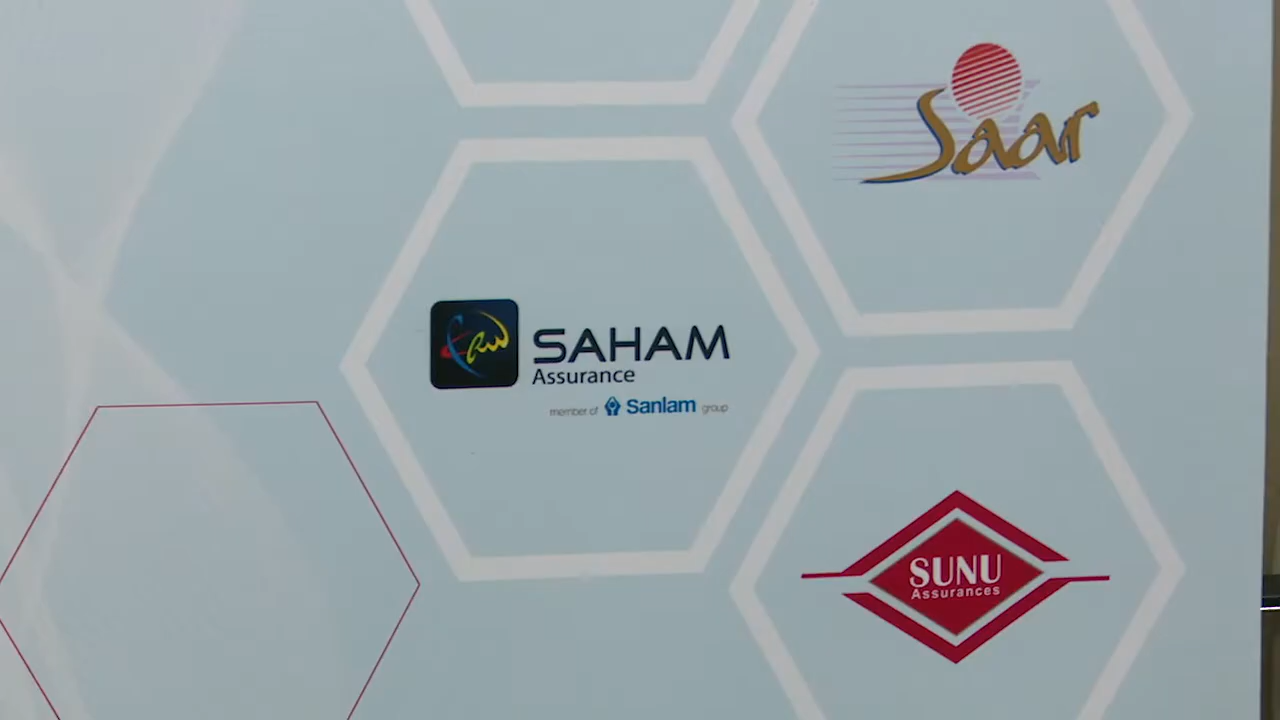 Saar
SAHAM
Assurance
member of Sanlam group
SUNU
Assurances